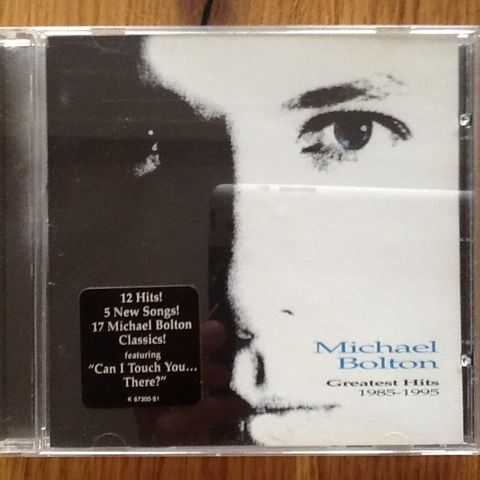 12 Hits!
5 New Songs!
17 Michael Bolton
Classics!
featuring
"Can I Touch You...
There?"
K 67300-S1
Michael
Bolton
Greatest Hits
1985-1995